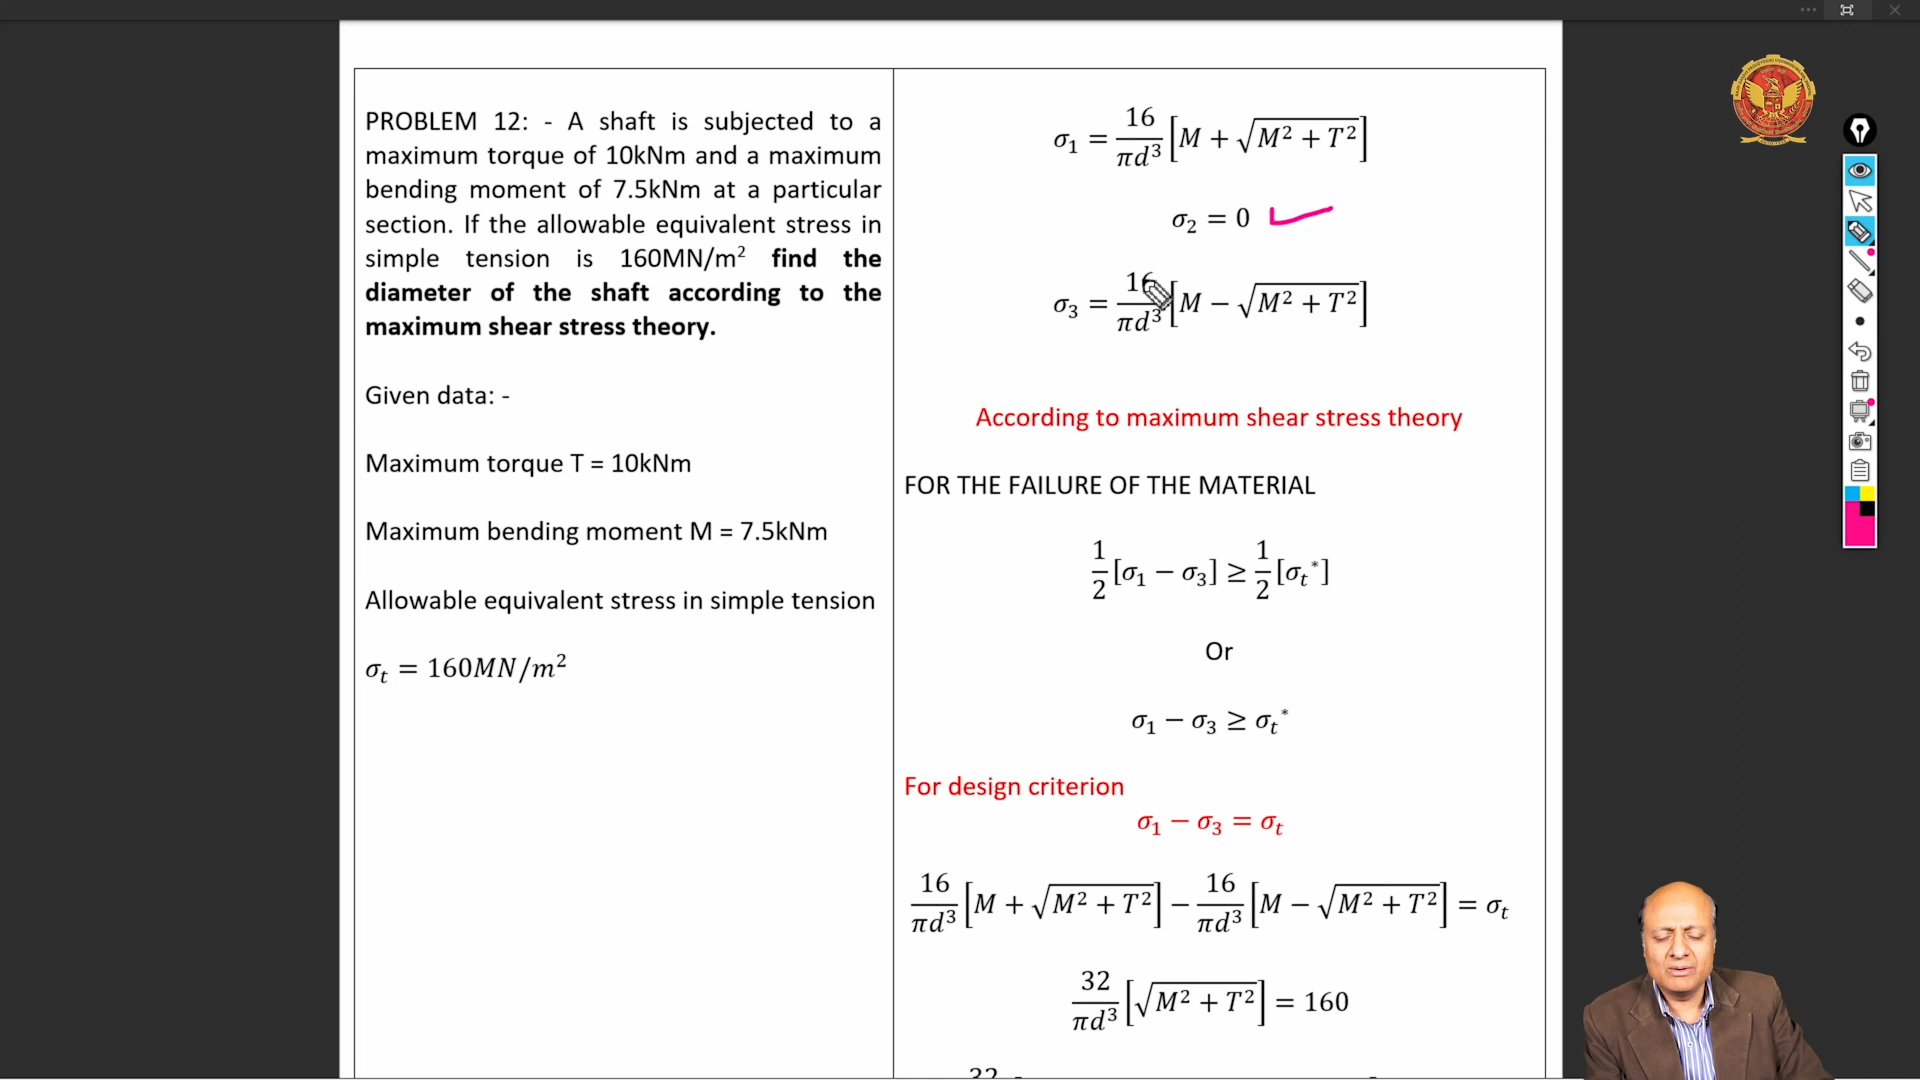 PROBLEM 12: - A shaft is subjected to a
maximum torque of 10kNm and a maximum
bending moment of 7.5kNm at a particular
section. If the allowable equivalent stress in
simple tension is 160MN/m² find the
diameter of the shaft according to the
maximum shear stress theory.
Given data: -
Maximum torque T = 10kNm
Maximum bending moment M = 7.5kNm
Allowable equivalent stress in simple tension
σₜ = 160MN/m²
σ₁ = 16/πd³ [M + √(M² + T²)]
σ₂ = 0
σ₃ = 16/πd³ [M − √(M² + T²)]
According to maximum shear stress theory
FOR THE FAILURE OF THE MATERIAL
1/2 [σ₁ − σ₃] ≥ 1/2 [σₜ*]
Or
σ₁ − σ₃ ≥ σₜ*
For design criterion
σ₁ − σ₃ = σₜ
16/πd³ [M + √(M² + T²)] − 16/πd³ [M − √(M² + T²)] = σₜ
32/πd³ [√(M² + T²)] = 160
32